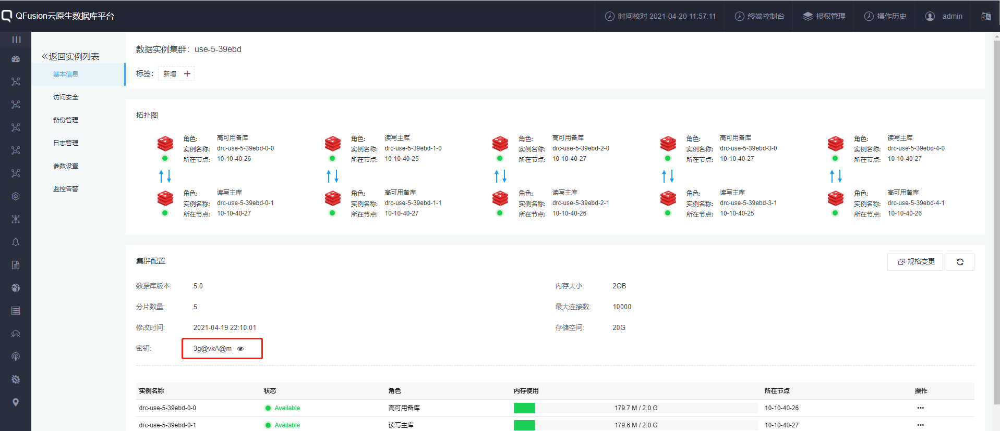 QFusion云原生数据库平台
时间校对 2021-04-20 11:57:11
终端控制台
授权管理
操作历史
admin
返回实例列表
基本信息
访问安全
备份管理
日志管理
参数设置
监控告警
数据实例集群：use-5-39ebd
标签： 新增
拓扑图
角色: 高可用备库
实例名称: drc-use-5-39ebd-0-0
所在节点: 10-10-40-26
角色: 读写主库
实例名称: drc-use-5-39ebd-1-0
所在节点: 10-10-40-25
角色: 高可用备库
实例名称: drc-use-5-39ebd-2-0
所在节点: 10-10-40-27
角色: 高可用备库
实例名称: drc-use-5-39ebd-3-0
所在节点: 10-10-40-27
角色: 读写主库
实例名称: drc-use-5-39ebd-4-0
所在节点: 10-10-40-27
角色: 读写主库
实例名称: drc-use-5-39ebd-0-1
所在节点: 10-10-40-27
角色: 高可用备库
实例名称: drc-use-5-39ebd-1-1
所在节点: 10-10-40-27
角色: 读写主库
实例名称: drc-use-5-39ebd-2-1
所在节点: 10-10-40-26
角色: 读写主库
实例名称: drc-use-5-39ebd-3-1
所在节点: 10-10-40-25
角色: 高可用备库
实例名称: drc-use-5-39ebd-4-1
所在节点: 10-10-40-26
集群配置
规格变更
数据库版本: 5.0
内存大小: 2GB
分片数量: 5
最大连接数: 10000
修改时间: 2021-04-19 22:10:01
存储空间: 20G
密钥: 3g@vkA@m
实例名称 状态 角色 内存使用 所在节点 操作
drc-use-5-39ebd-0-0 Available 高可用备库 179.7 M / 2.0 G 10-10-40-26 •••
drc-use-5-39ebd-0-1 Available 读写主库 179.6 M / 2.0 G 10-10-40-27 •••